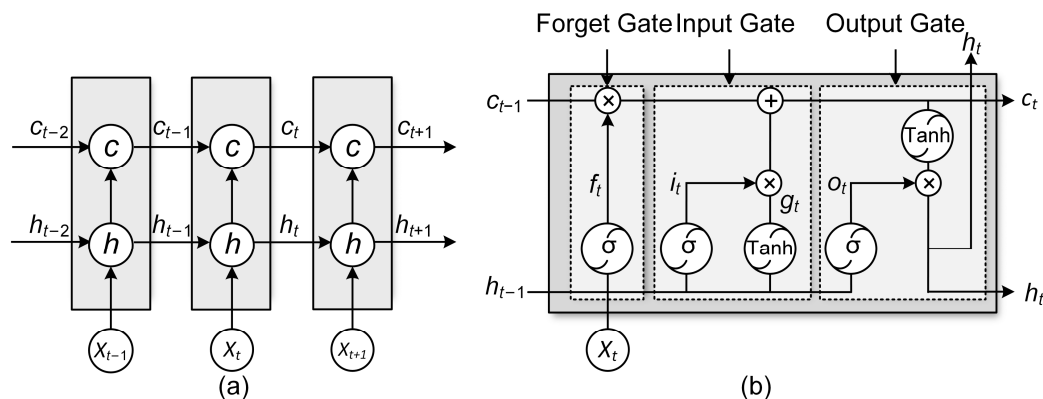 Forget Gate Input Gate Output Gate
h_t
c_{t-1} × + c_t
c_{t-2} c_{t-1} c_t c_{t+1}
c c c
Tanh
f_t i_t × g_t o_t ×
h_{t-2} h_{t-1} h_t h_{t+1}
h h h
σ σ Tanh σ
h_{t-1} h_t
X_{t-1} X_t X_{t+1} X_t
(a) (b)